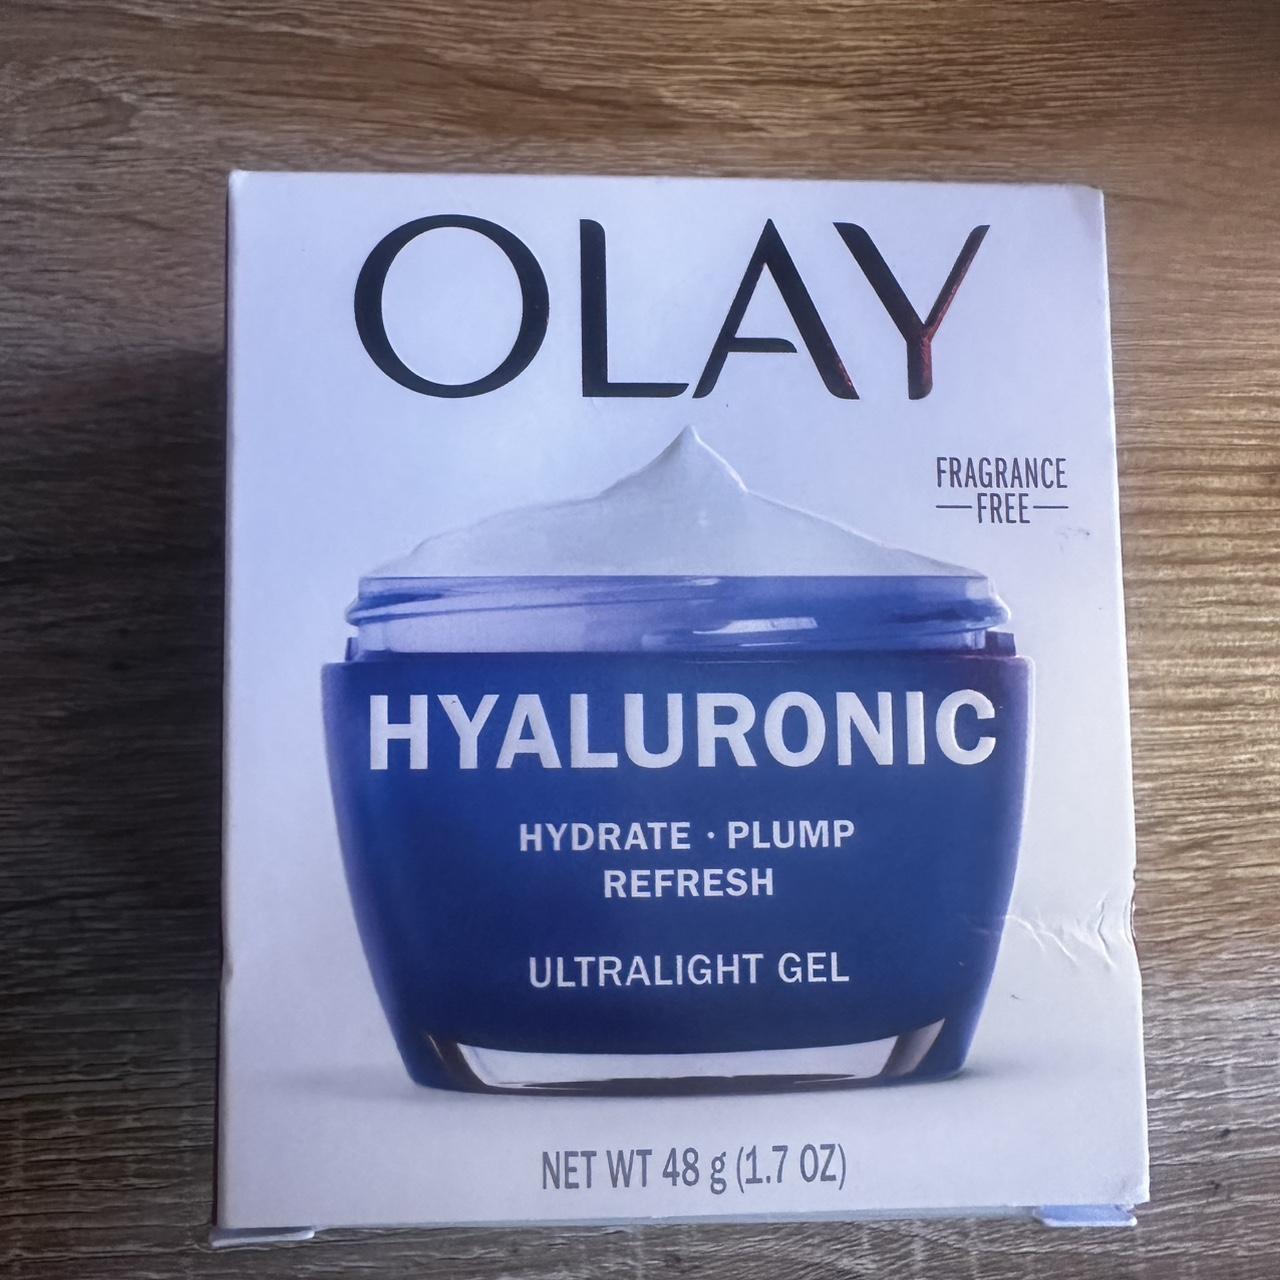 OLAY
FRAGRANCE
FREE
HYALURONIC
HYDRATE · PLUMP
REFRESH
ULTRALIGHT GEL
NET WT 48 g (1.7 OZ)